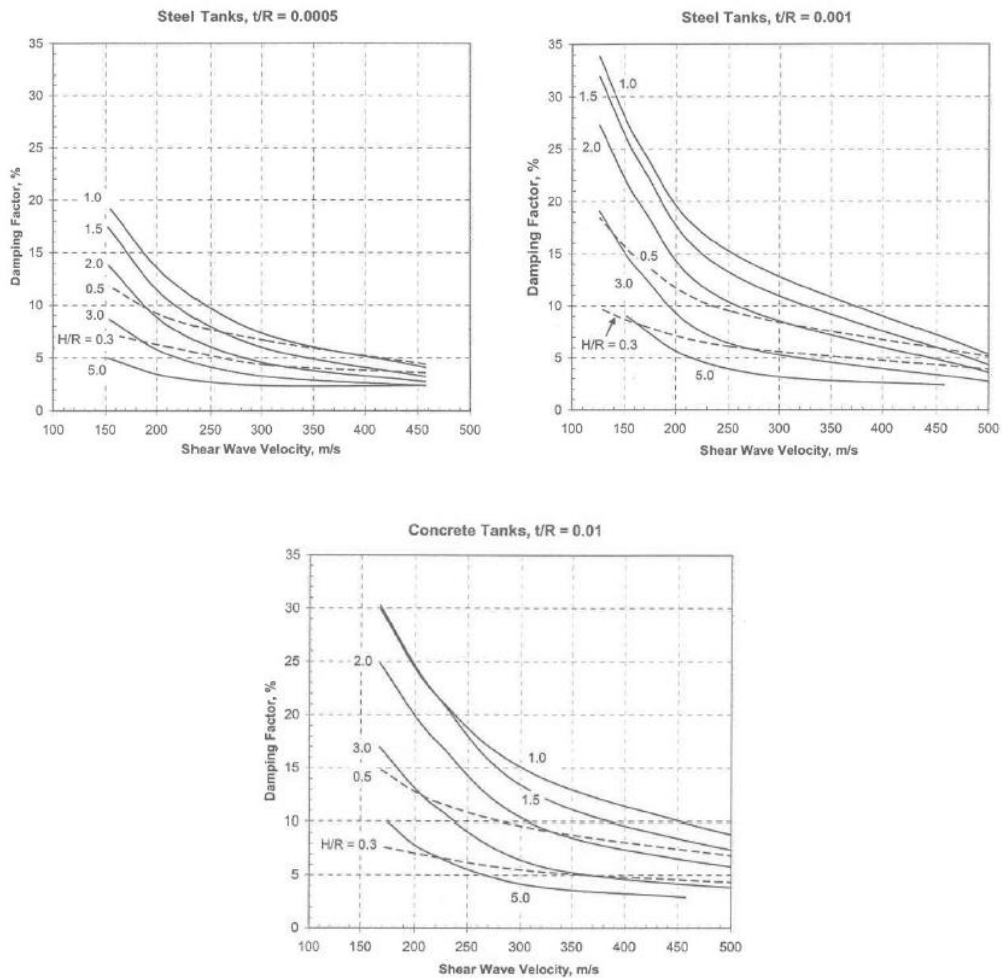 Steel Tanks, t/R = 0.0005
35
30
25
20
15
10
5
0
Damping Factor, %
1.0
1.5
2.0
0.5
3.0
H/R = 0.3
5.0
100 150 200 250 300 350 400 450 500
Shear Wave Velocity, m/s
Steel Tanks, t/R = 0.001
35
30
25
20
15
10
5
0
Damping Factor, %
1.0
1.5
2.0
0.5
3.0
H/R = 0.3
5.0
100 150 200 250 300 350 400 450 500
Shear Wave Velocity, m/s
Concrete Tanks, t/R = 0.01
35
30
25
20
15
10
5
0
Damping Factor, %
2.0
3.0
0.5
1.0
1.5
H/R = 0.3
5.0
100 150 200 250 300 350 400 450 500
Shear Wave Velocity, m/s